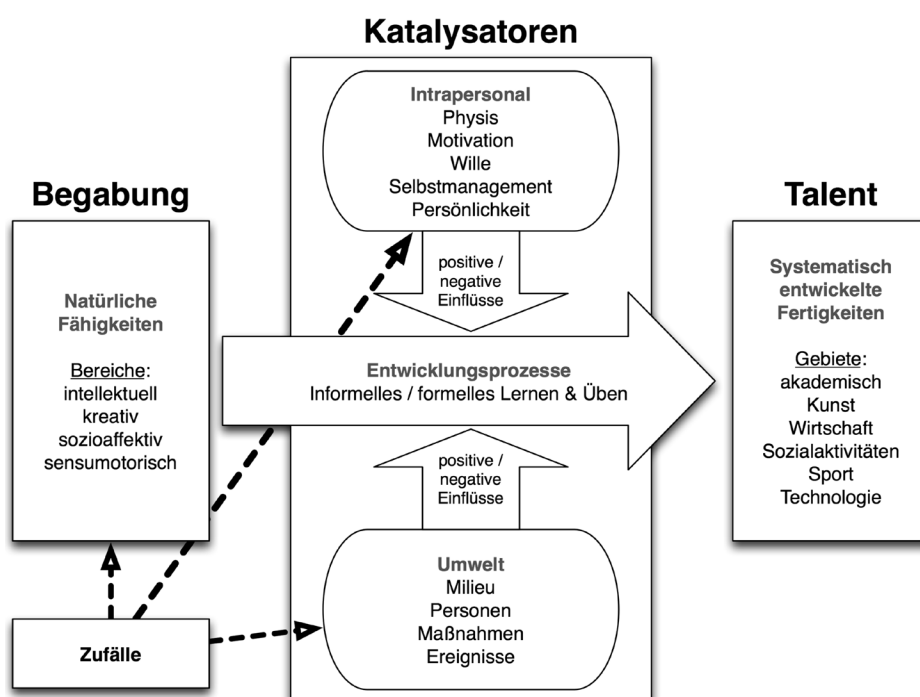 Katalysatoren
Intrapersonal
Physis
Motivation
Wille
Selbstmanagement
Persönlichkeit
positive /
negative
Einflüsse
Begabung
Natürliche
Fähigkeiten
Bereiche:
intellektuell
kreativ
sozioaffektiv
sensumotorisch
Entwicklungsprozesse
Informelles / formelles Lernen & Üben
Talent
Systematisch
entwickelte
Fertigkeiten
Gebiete:
akademisch
Kunst
Wirtschaft
Sozialaktivitäten
Sport
Technologie
positive /
negative
Einflüsse
Umwelt
Milieu
Personen
Maßnahmen
Ereignisse
Zufälle